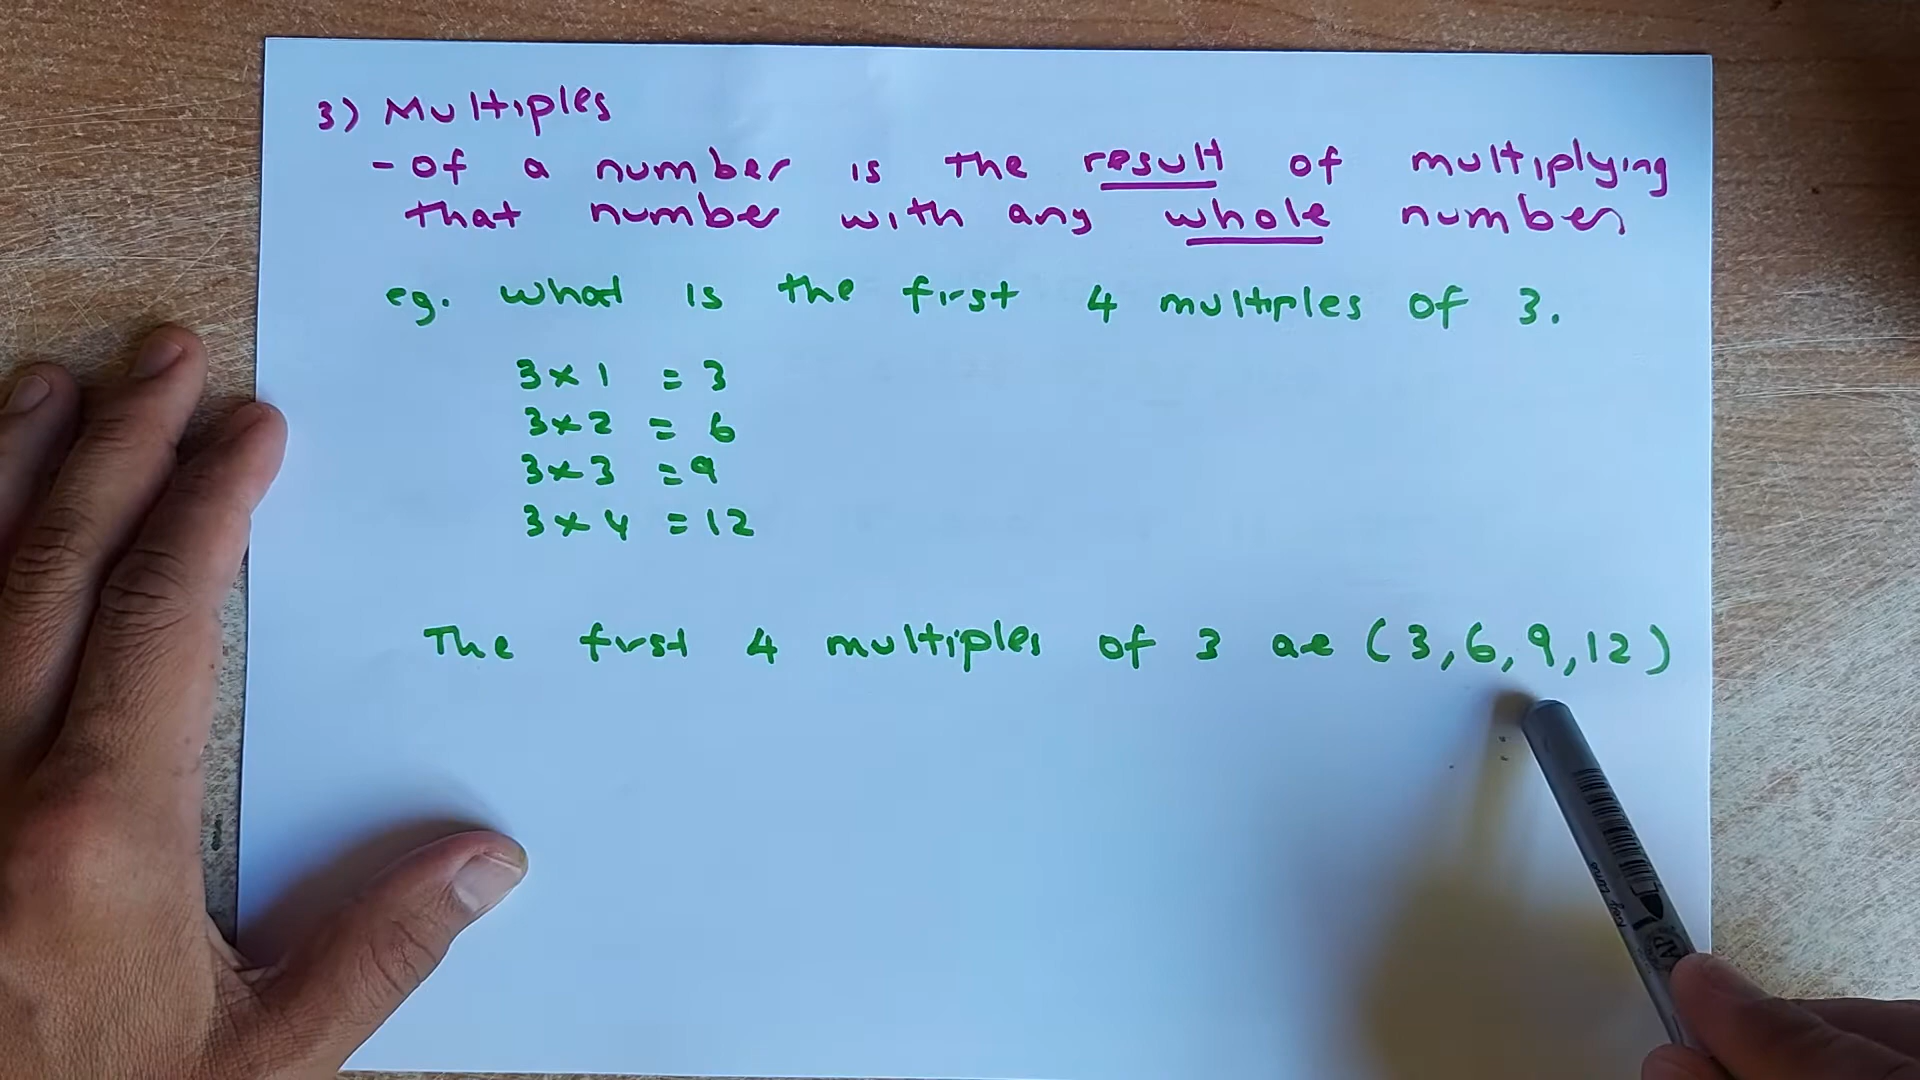 3) Multiples
- of a number is the result of multiplying
that number with any whole number
eg. what is the first 4 multiples of 3.
3 × 1 = 3
3 × 2 = 6
3 × 3 = 9
3 × 4 = 12
The first 4 multiples of 3 are (3, 6, 9, 12)